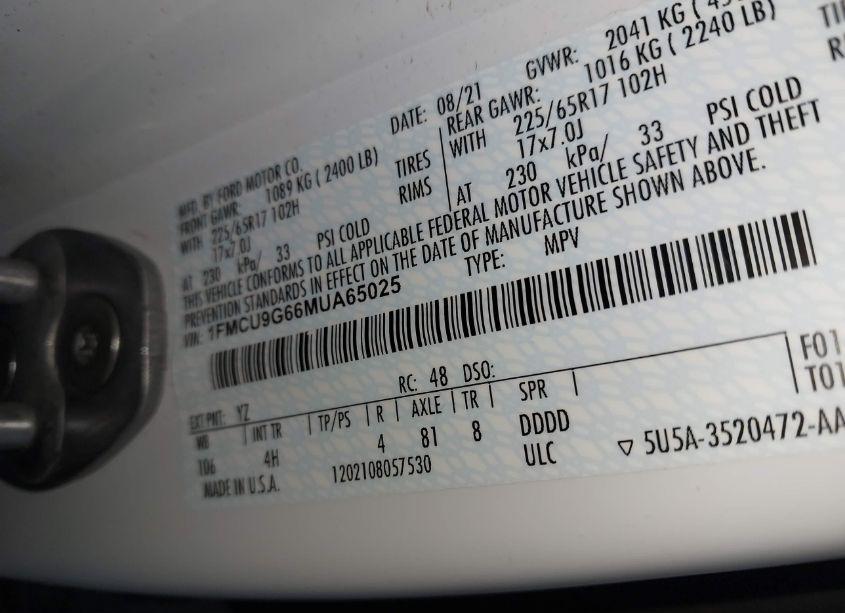 MFD. BY FORD MOTOR CO.
DATE: 08/21 GVWR: 2041 KG (
FRONT GAWR: 1089 KG ( 2400 LB) REAR GAWR: 1016 KG ( 2240 LB)
WITH 225/65R17 102H TIRES WITH 225/65R17 102H
17x7.0J RIMS 17x7.0J
AT 230 kPa/ 33 PSI COLD AT 230 kPa/ 33 PSI COLD
THIS VEHICLE CONFORMS TO ALL APPLICABLE FEDERAL MOTOR VEHICLE SAFETY AND THEFT
PREVENTION STANDARDS IN EFFECT ON THE DATE OF MANUFACTURE SHOWN ABOVE.
VIN: 1FMCU9G66MUA65025 TYPE: MPV
EXT PNT: YZ RC: 48 DSO:
WB INT TR TP/PS R AXLE TR SPR
106 4H 4 81 8 DDDD
MADE IN U.S.A. 1202108057530 ULC
5U5A-3520472-AA
F01
T01